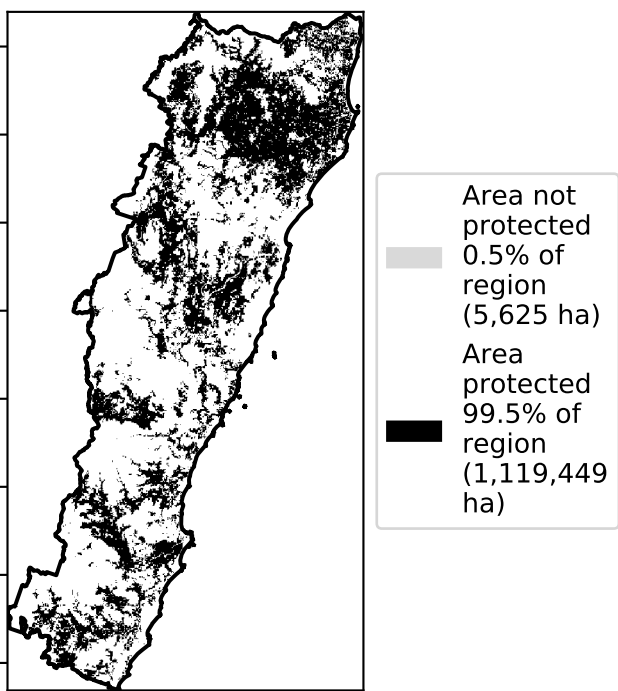 Area not
protected
0.5% of
region
(5,625 ha)
Area
protected
99.5% of
region
(1,119,449
ha)